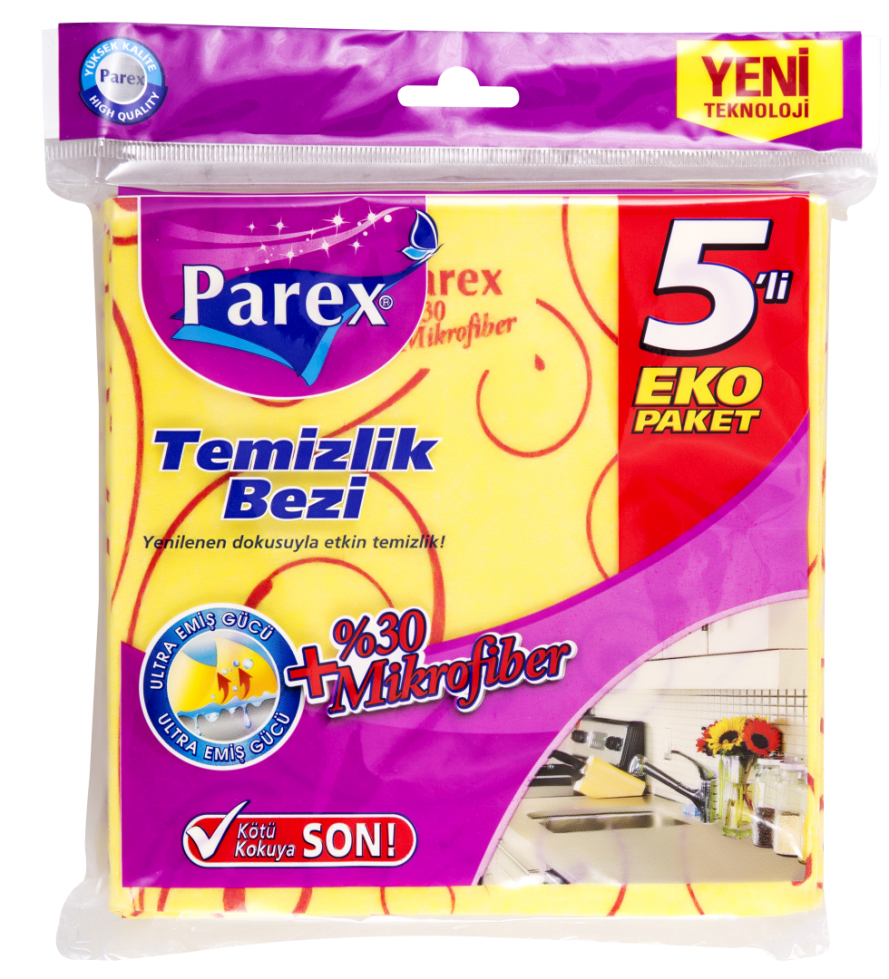 YÜKSEK KALİTE
Parex
HIGH QUALITY
YENİ
TEKNOLOJİ
Parex®
arex
30
Mikrofiber
5'li
EKO
PAKET
Temizlik
Bezi
Yenilenen dokusuyla etkin temizlik!
ULTRA EMİŞ GÜCÜ
ULTRA EMİŞ GÜCÜ
+%30
Mikrofiber
Kötü
Kokuya SON!